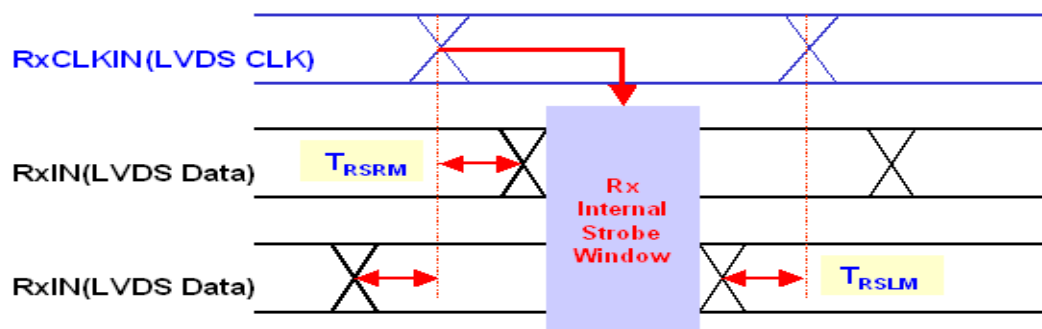 RxCLKIN(LVDS CLK)
RxIN(LVDS Data)
TRSRM
Rx
Internal
Strobe
Window
RxIN(LVDS Data)
TRSLM